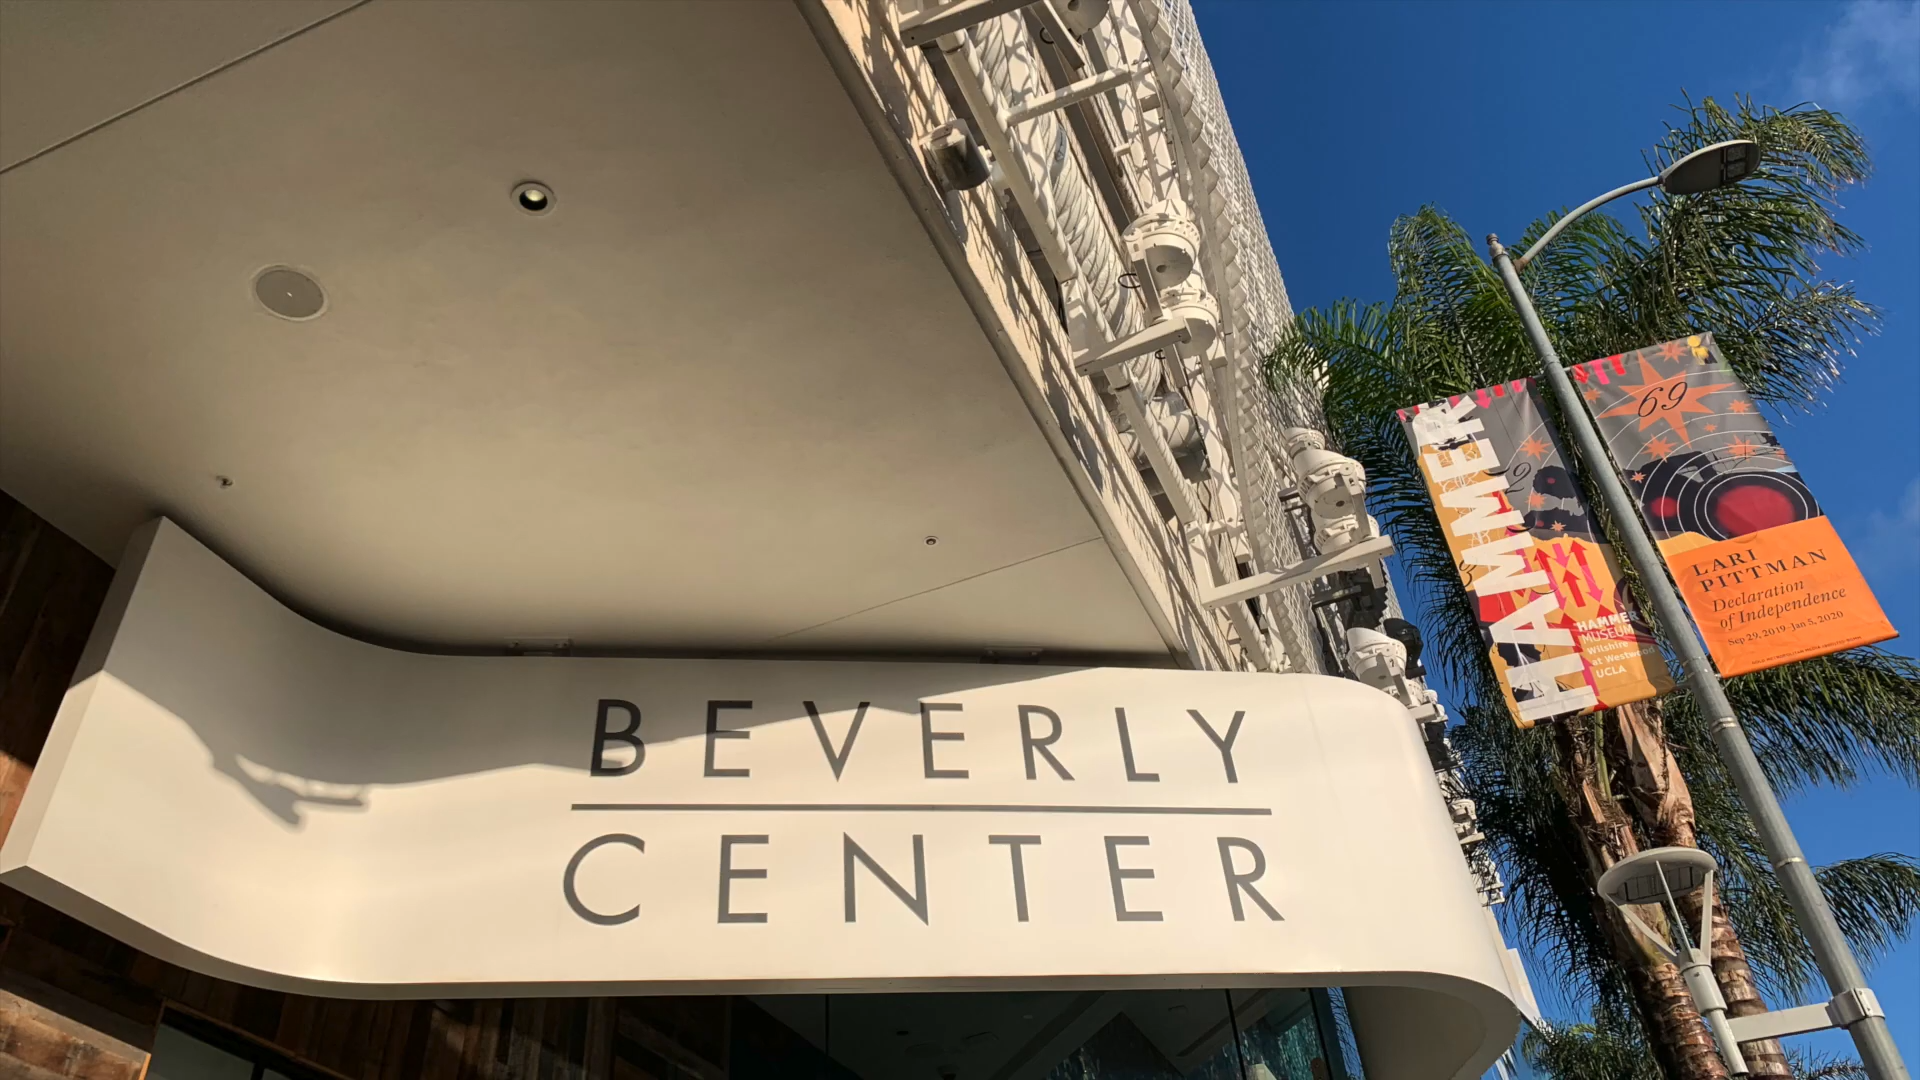 BEVERLY
CENTER
HAMMER
HAMMER
MUSEUM
Wilshire
at Westwood
UCLA
69
LARI
PITTMAN
Declaration
of Independence
Sep 29, 2019–Jan 5, 2020